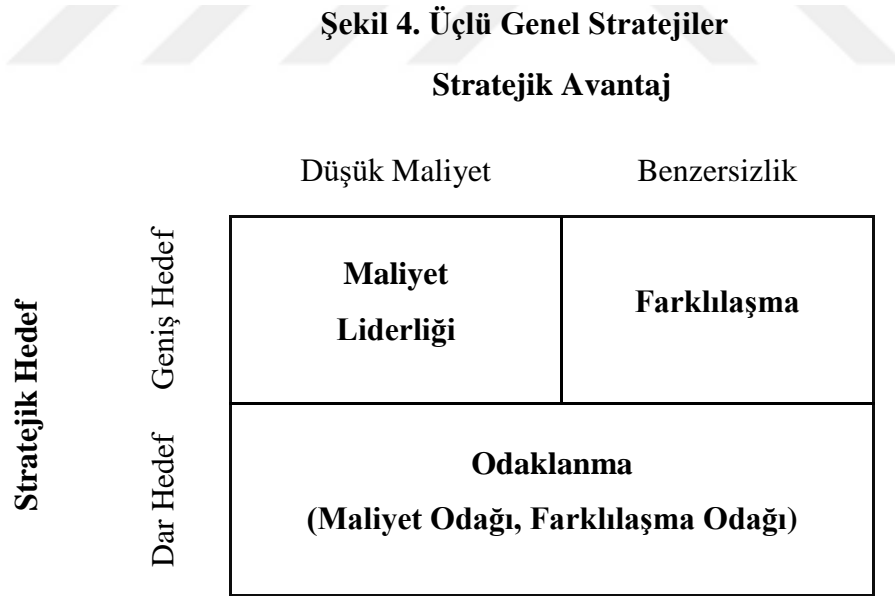 Şekil 4. Üçlü Genel Stratejiler
Stratejik Avantaj
Düşük Maliyet
Benzersizlik
Stratejik Hedef
Geniş Hedef
Maliyet
Liderliği
Farklılaşma
Dar Hedef
Odaklanma
(Maliyet Odağı, Farklılaşma Odağı)